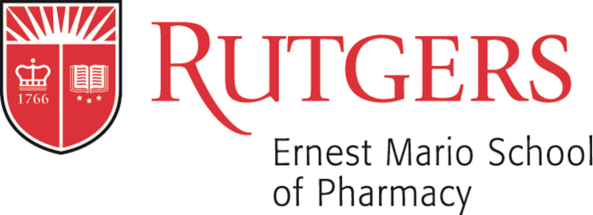 1766
RUTGERS
Ernest Mario School
of Pharmacy